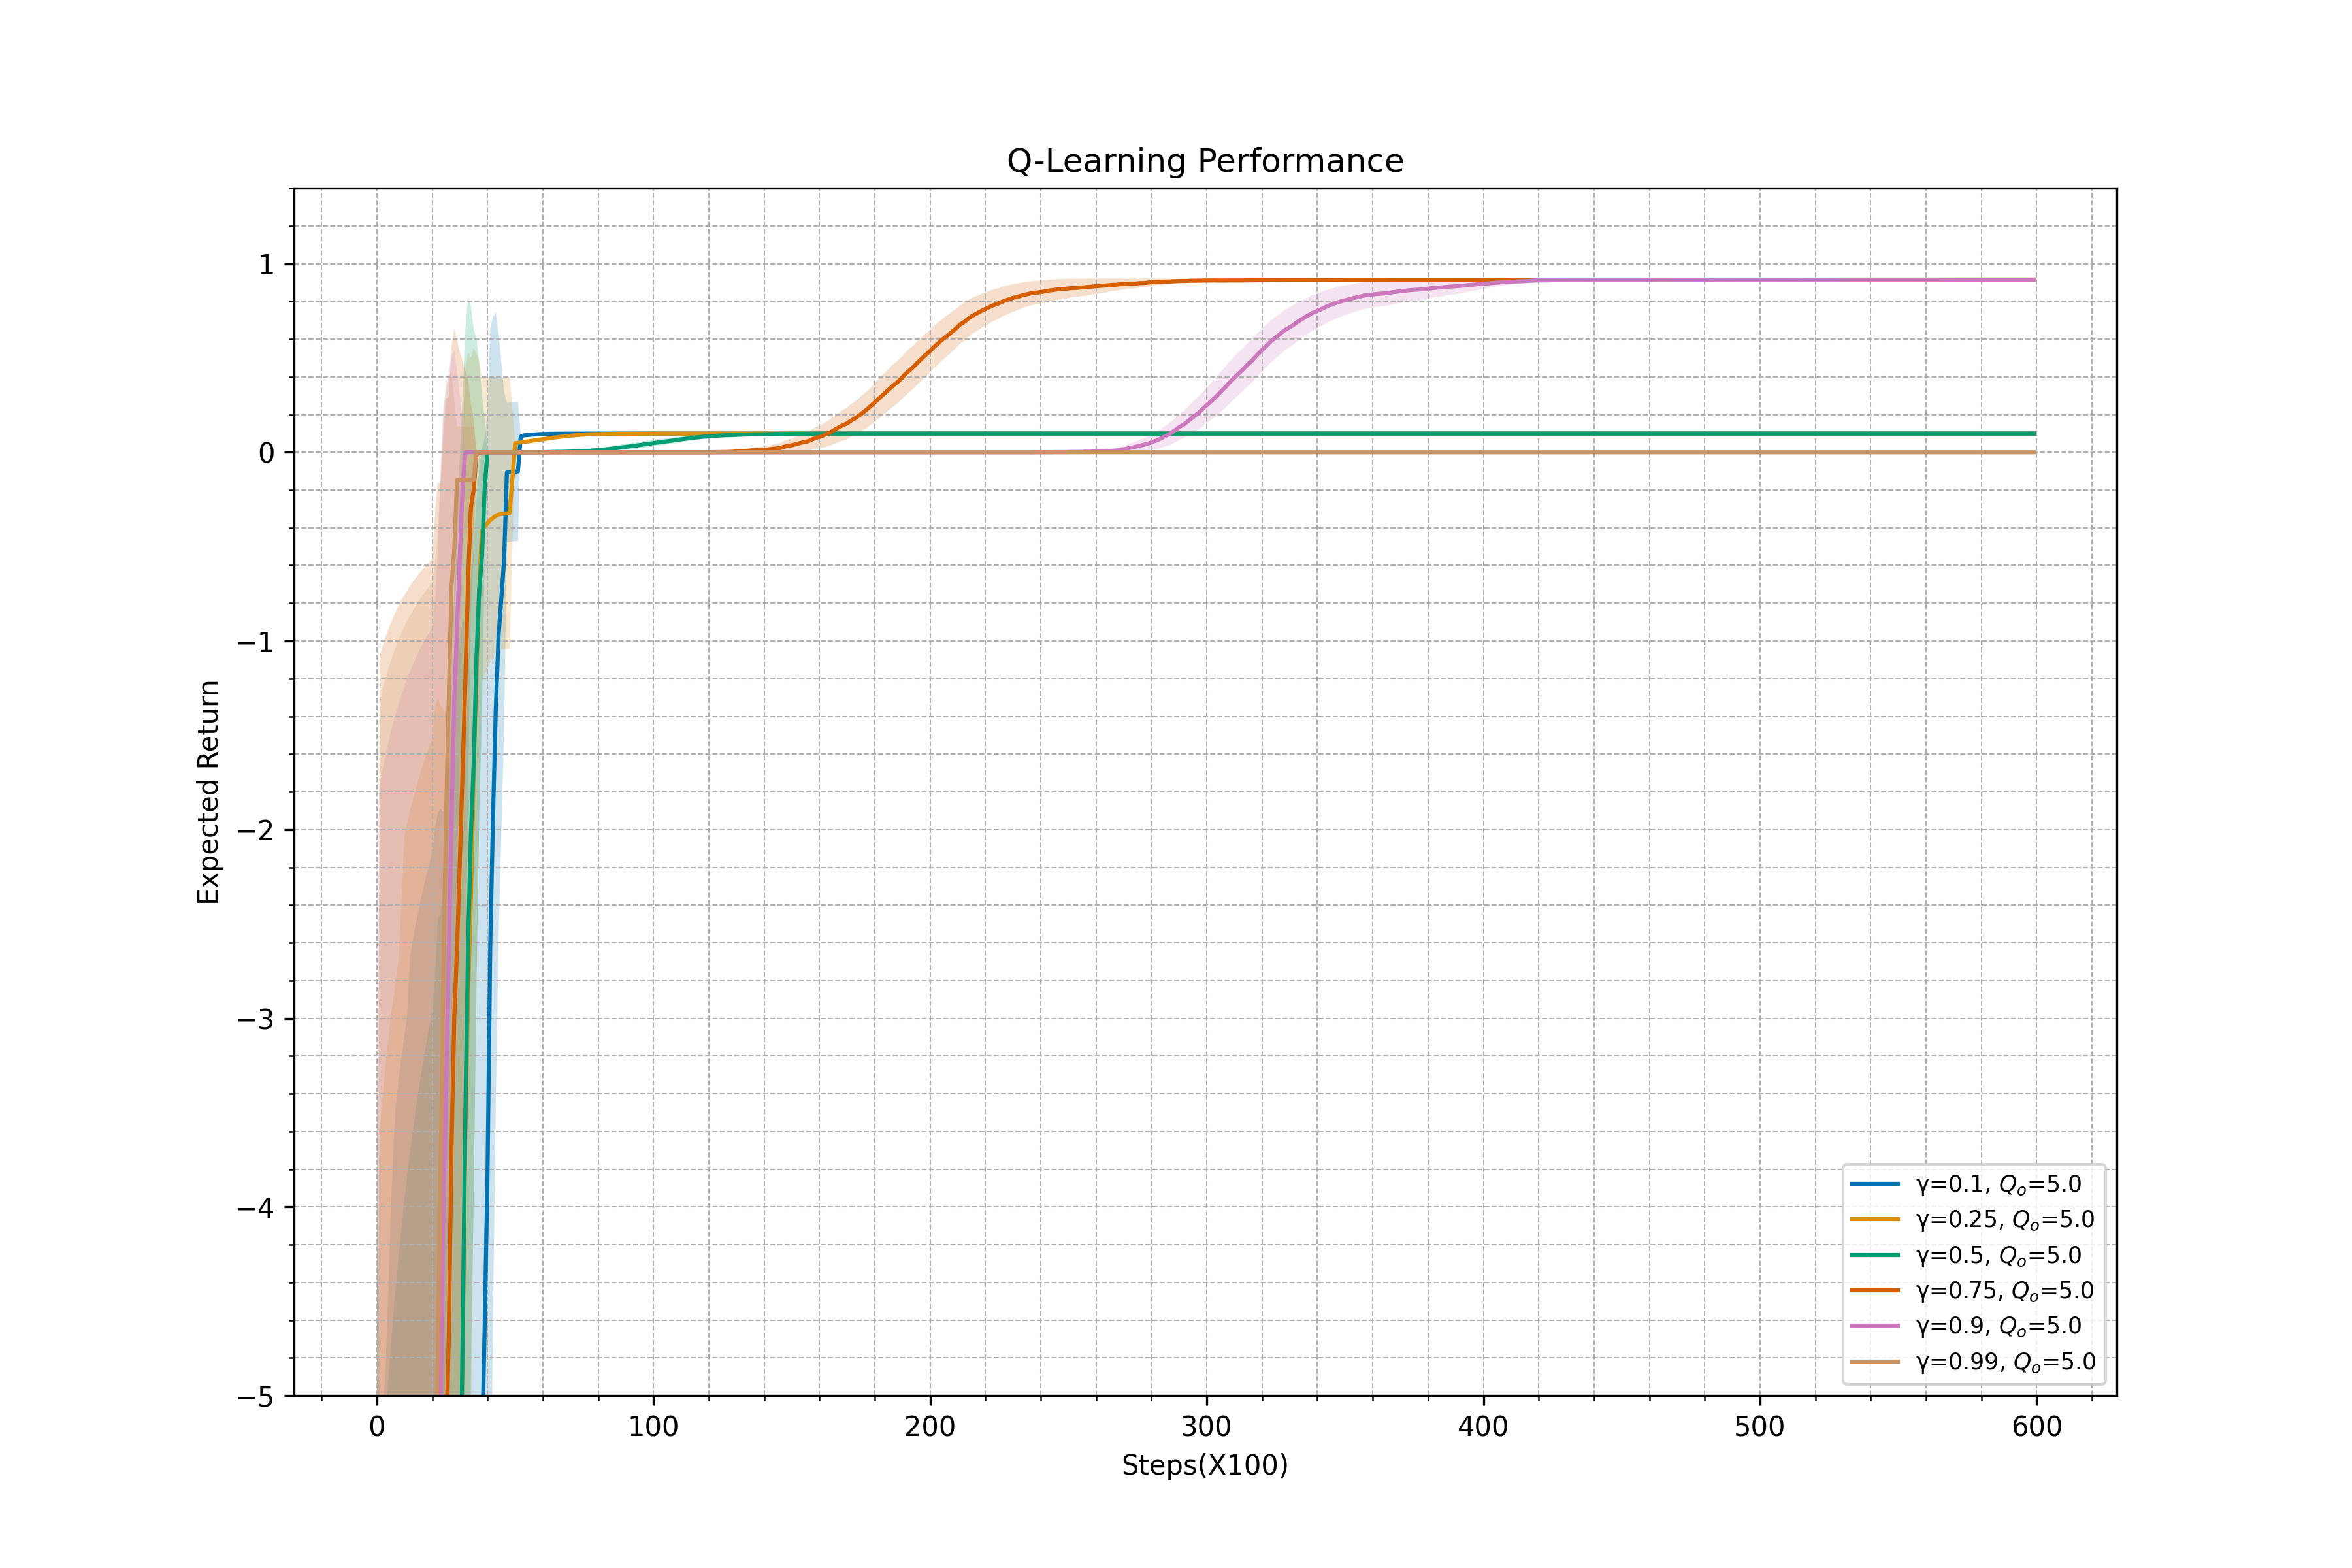 Q-Learning Performance
Expected Return
1
0
−1
−2
−3
−4
−5
0 100 200 300 400 500 600
Steps(X100)
γ=0.1, Qₒ=5.0
γ=0.25, Qₒ=5.0
γ=0.5, Qₒ=5.0
γ=0.75, Qₒ=5.0
γ=0.9, Qₒ=5.0
γ=0.99, Qₒ=5.0